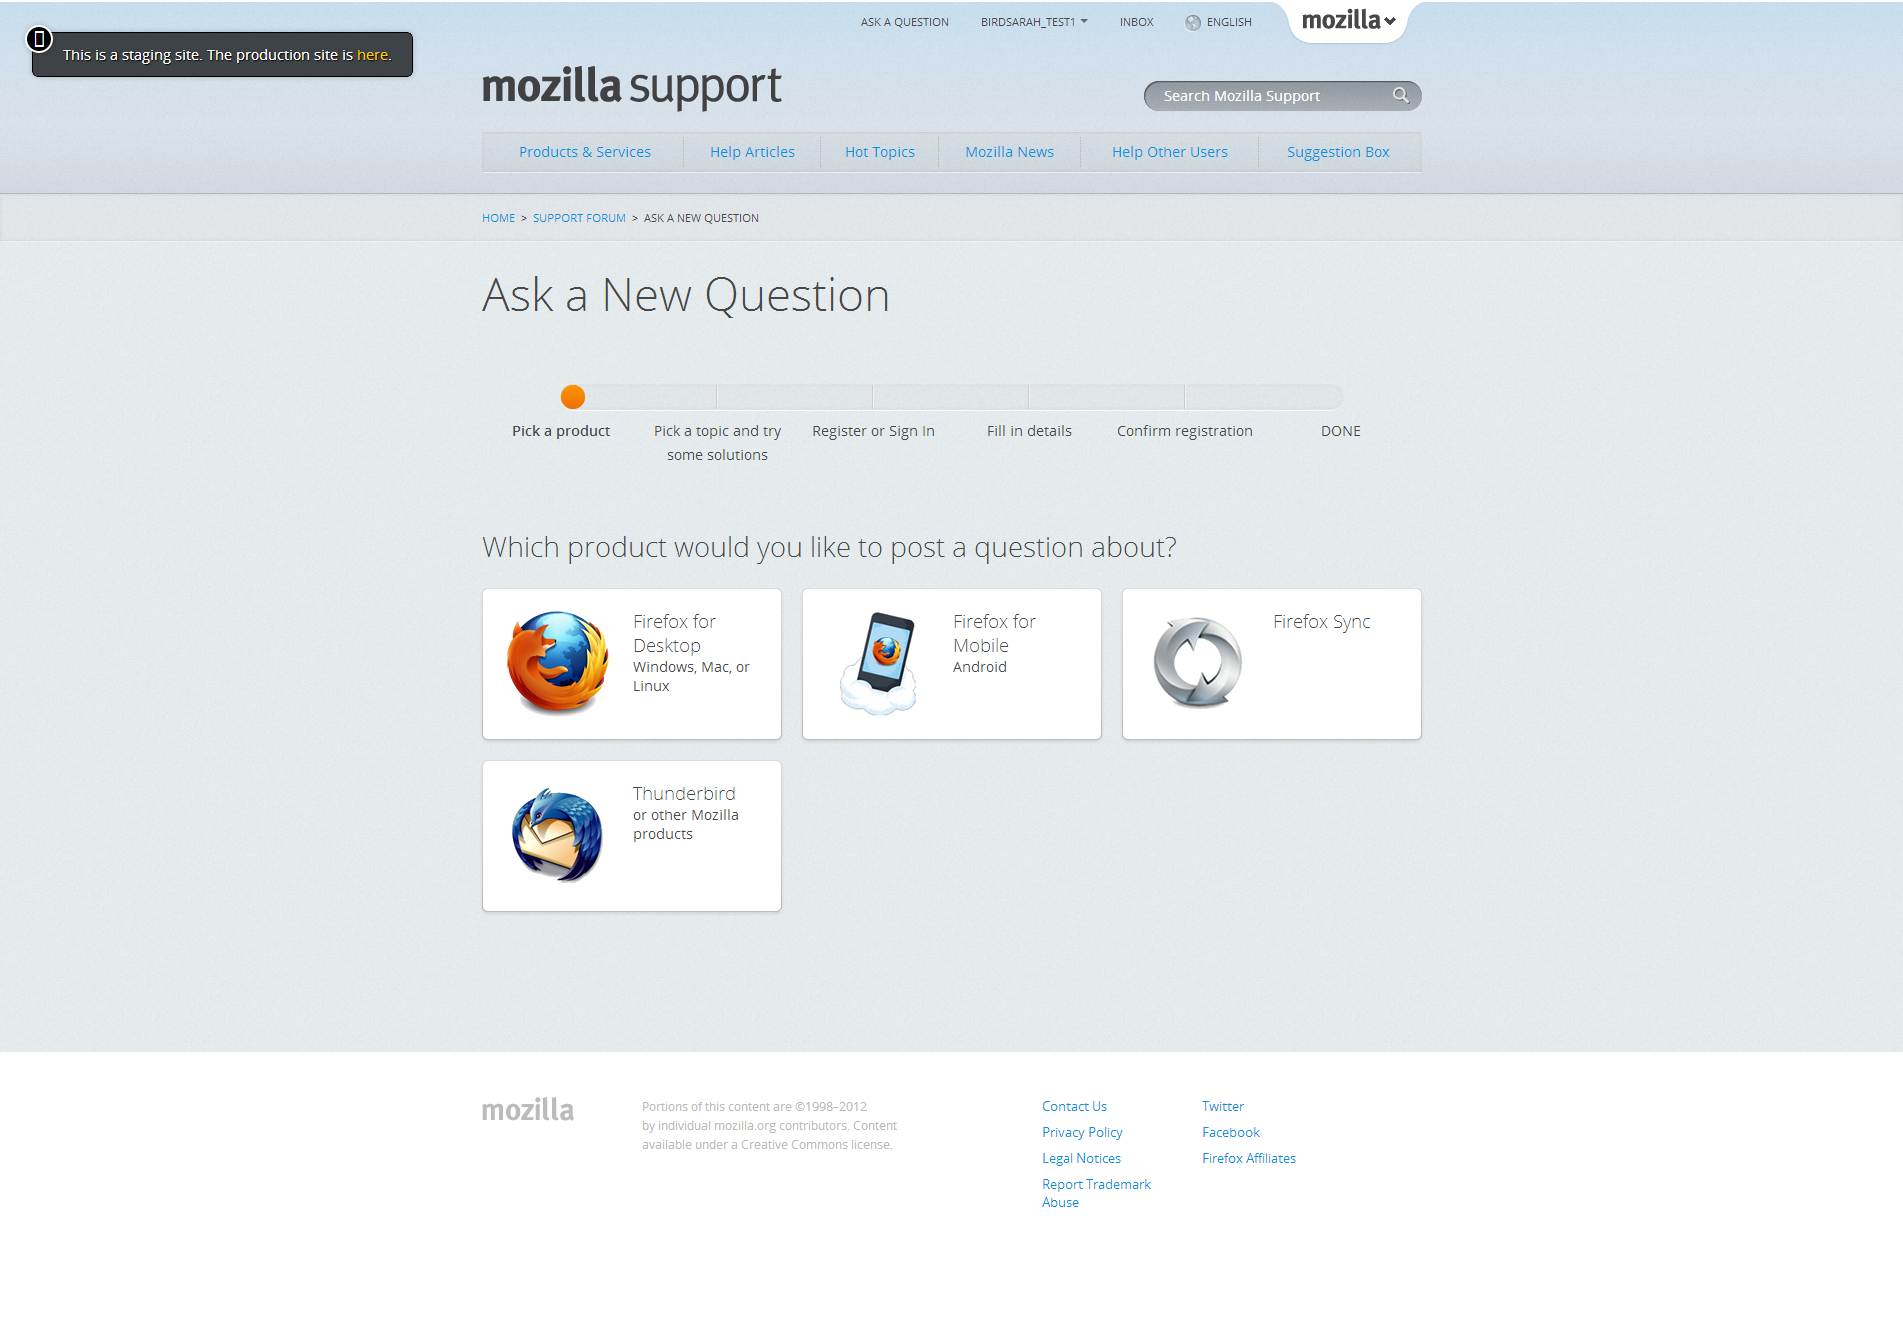 ASK A QUESTION BIRDSARAH_TEST1 INBOX ENGLISH mozilla
This is a staging site. The production site is here.
mozilla support
Search Mozilla Support
Products & Services Help Articles Hot Topics Mozilla News Help Other Users Suggestion Box
HOME > SUPPORT FORUM > ASK A NEW QUESTION
Ask a New Question
Pick a product
Pick a topic and try
some solutions
Register or Sign In
Fill in details
Confirm registration
DONE
Which product would you like to post a question about?
Firefox for
Desktop
Windows, Mac, or
Linux
Firefox for
Mobile
Android
Firefox Sync
Thunderbird
or other Mozilla
products
mozilla
Portions of this content are ©1998–2012
by individual mozilla.org contributors. Content
available under a Creative Commons license.
Contact Us
Privacy Policy
Legal Notices
Report Trademark
Abuse
Twitter
Facebook
Firefox Affiliates